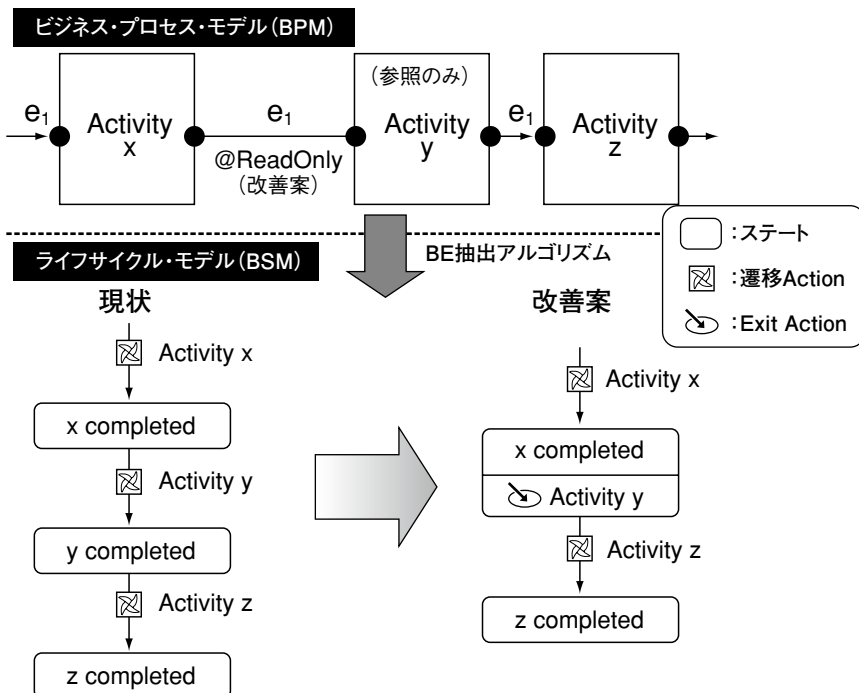 ビジネス・プロセス・モデル(BPM)
(参照のみ)
e1
Activity
x
e1
@ReadOnly
(改善案)
Activity
y
e1
Activity
z
BE抽出アルゴリズム
:ステート
:遷移Action
:Exit Action
ライフサイクル・モデル(BSM)
現状
Activity x
x completed
Activity y
y completed
Activity z
z completed
改善案
Activity x
x completed
Activity y
Activity z
z completed